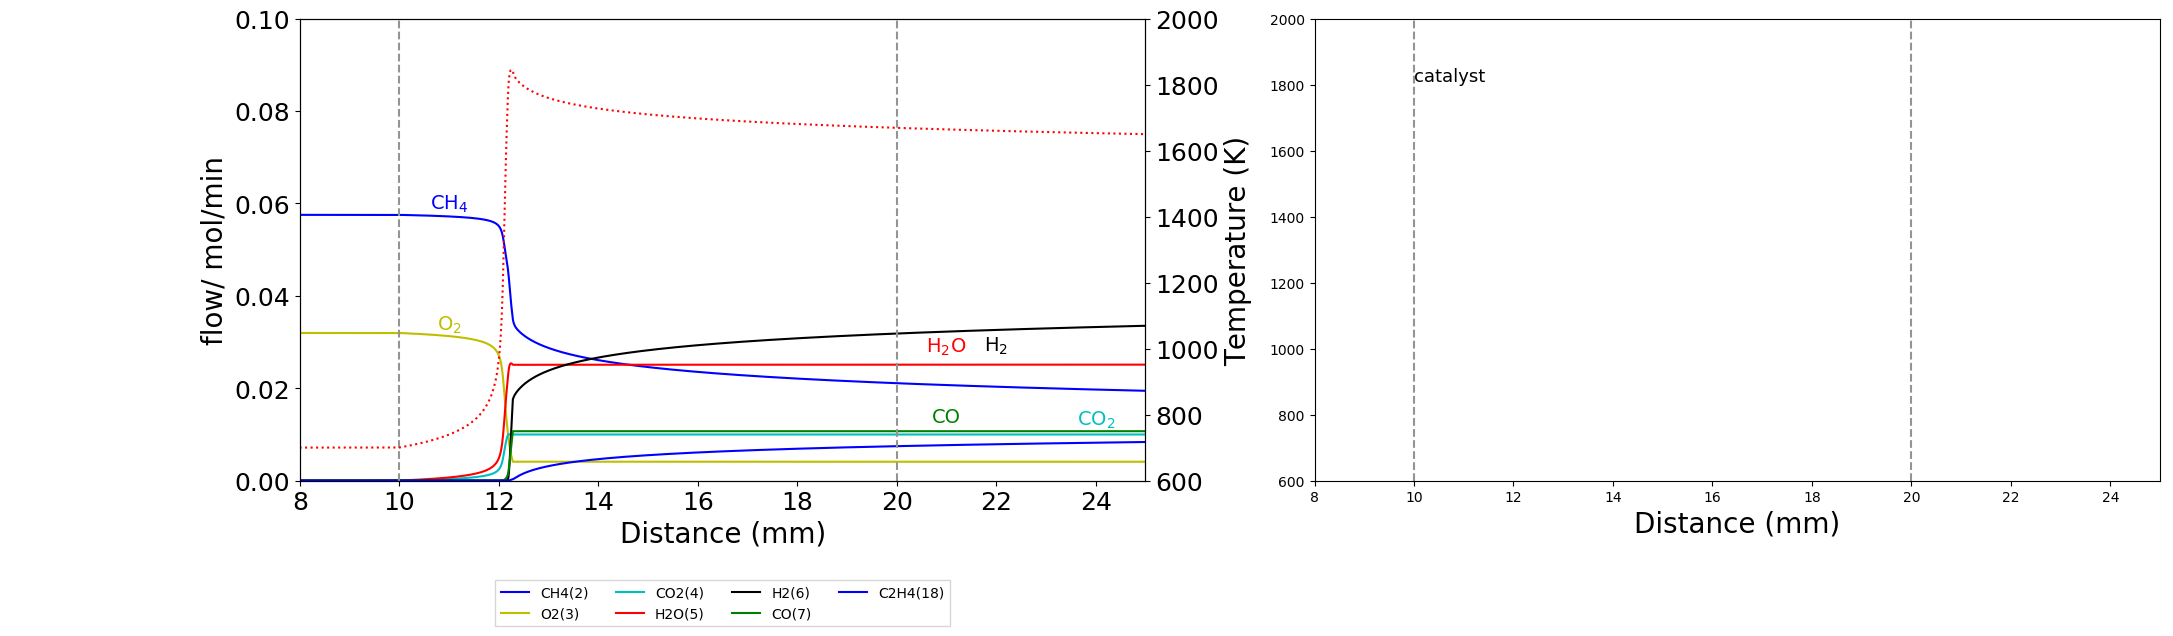 0.10
0.08
0.06
0.04
0.02
0.00
flow/ mol/min
CH₄
O₂
H₂O H₂
CO
CO₂
8 10 12 14 16 18 20 22 24
Distance (mm)
2000
1800
1600
1400
1200
1000
800
600
Temperature (K)
CH4(2) CO2(4) H2(6) C2H4(18)
O2(3) H2O(5) CO(7)
2000
1800
1600
1400
1200
1000
800
600
catalyst
8 10 12 14 16 18 20 22 24
Distance (mm)